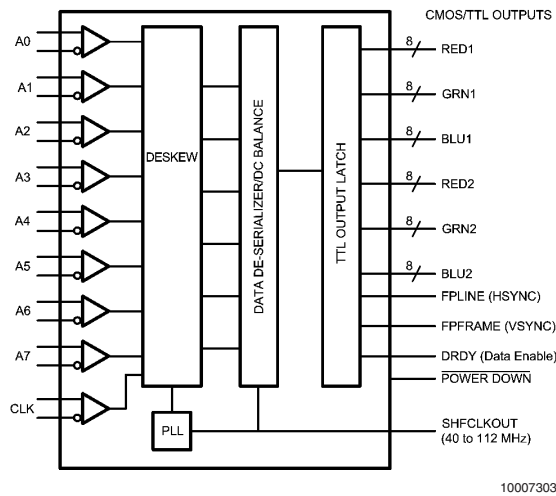 CMOS/TTL OUTPUTS
A0
8
RED1
A1
8
GRN1
A2
8
BLU1
DESKEW
DATA DE-SERIALIZER/DC BALANCE
TTL OUTPUT LATCH
A3
8
RED2
A4
8
GRN2
A5
8
BLU2
FPLINE (HSYNC)
A6
FPFRAME (VSYNC)
A7
DRDY (Data Enable)
POWER DOWN
CLK
PLL
SHFCLKOUT
(40 to 112 MHz)
10007303